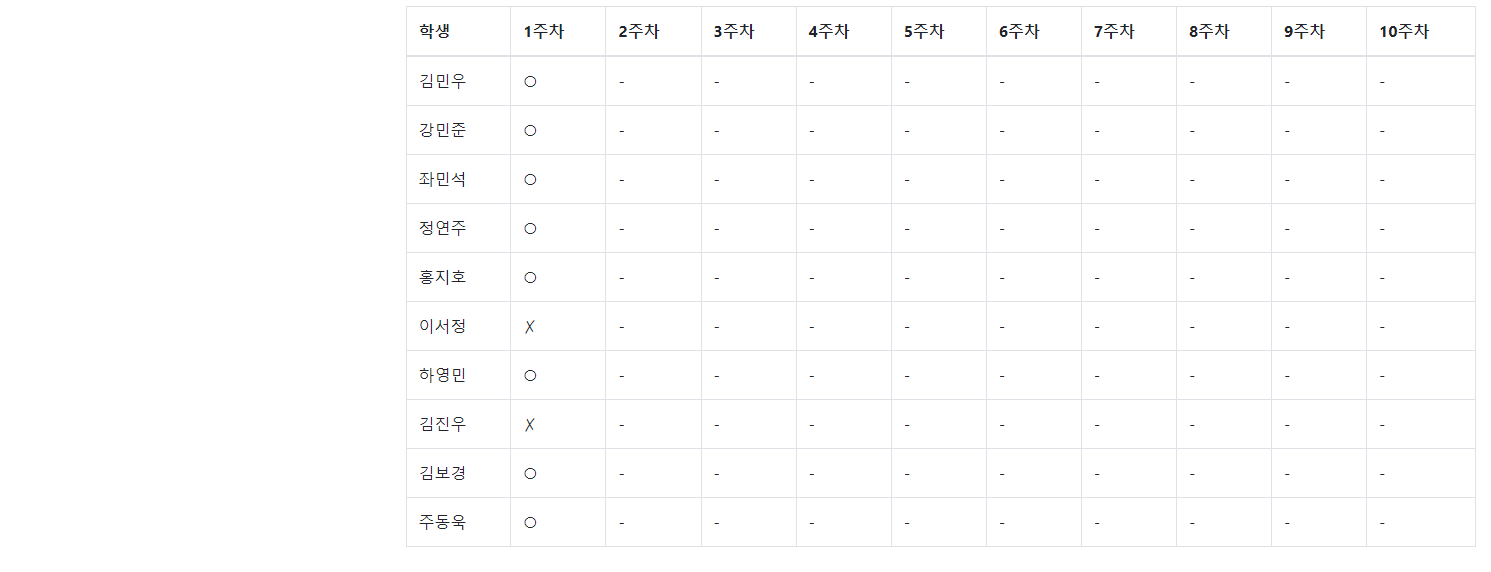 학생 1주차 2주차 3주차 4주차 5주차 6주차 7주차 8주차 9주차 10주차
김민우 ○ - - - - - - - - -
강민준 ○ - - - - - - - - -
좌민석 ○ - - - - - - - - -
정연주 ○ - - - - - - - - -
홍지호 ○ - - - - - - - - -
이서정 ☓ - - - - - - - - -
하영민 ○ - - - - - - - - -
김진우 ☓ - - - - - - - - -
김보경 ○ - - - - - - - - -
주동욱 ○ - - - - - - - - -